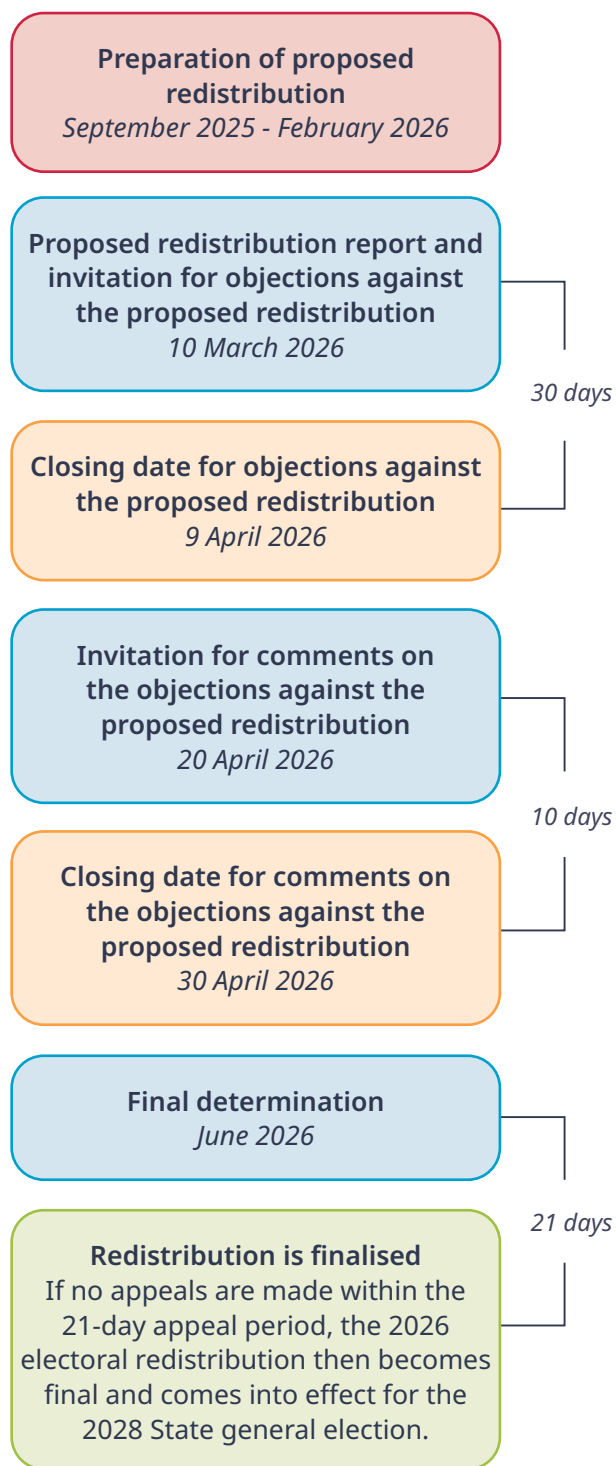 Preparation of proposed
redistribution
September 2025 - February 2026
Proposed redistribution report and
invitation for objections against
the proposed redistribution
10 March 2026
30 days
Closing date for objections against
the proposed redistribution
9 April 2026
Invitation for comments on
the objections against the
proposed redistribution
20 April 2026
10 days
Closing date for comments on
the objections against the
proposed redistribution
30 April 2026
Final determination
June 2026
21 days
Redistribution is finalised
If no appeals are made within the
21-day appeal period, the 2026
electoral redistribution then becomes
final and comes into effect for the
2028 State general election.